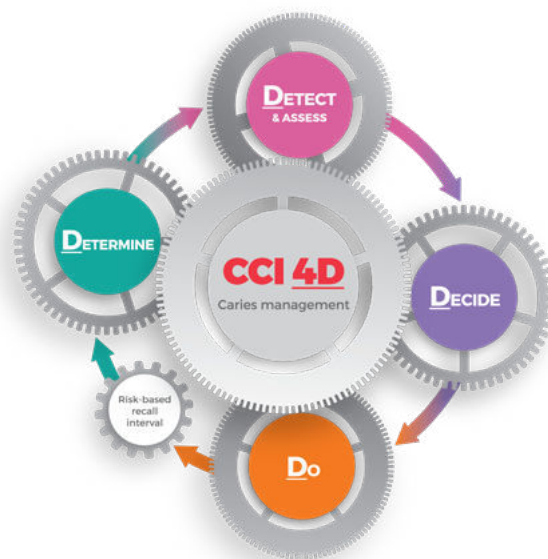 DETECT
& ASSESS
DETERMINE
CCI 4D
Caries management
DECIDE
Risk-based
recall
interval
DO